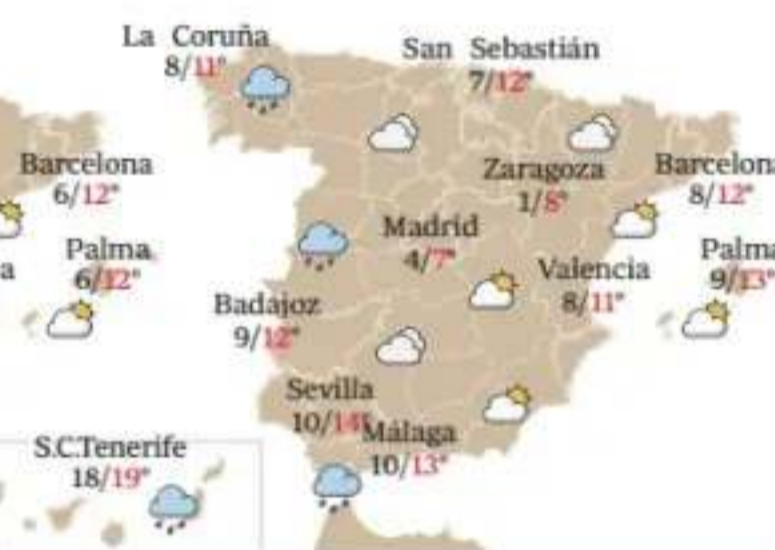 La Coruña
8/11°
San Sebastián
7/12°
Barcelona
6/12°
Zaragoza
1/8°
8/12°
Palma
6/12°
Madrid
4/7°
Valencia
8/11°
9/13°
Badajoz
9/12°
Sevilla
10/14°
Málaga
10/13°
S.C.Tenerife
18/19°